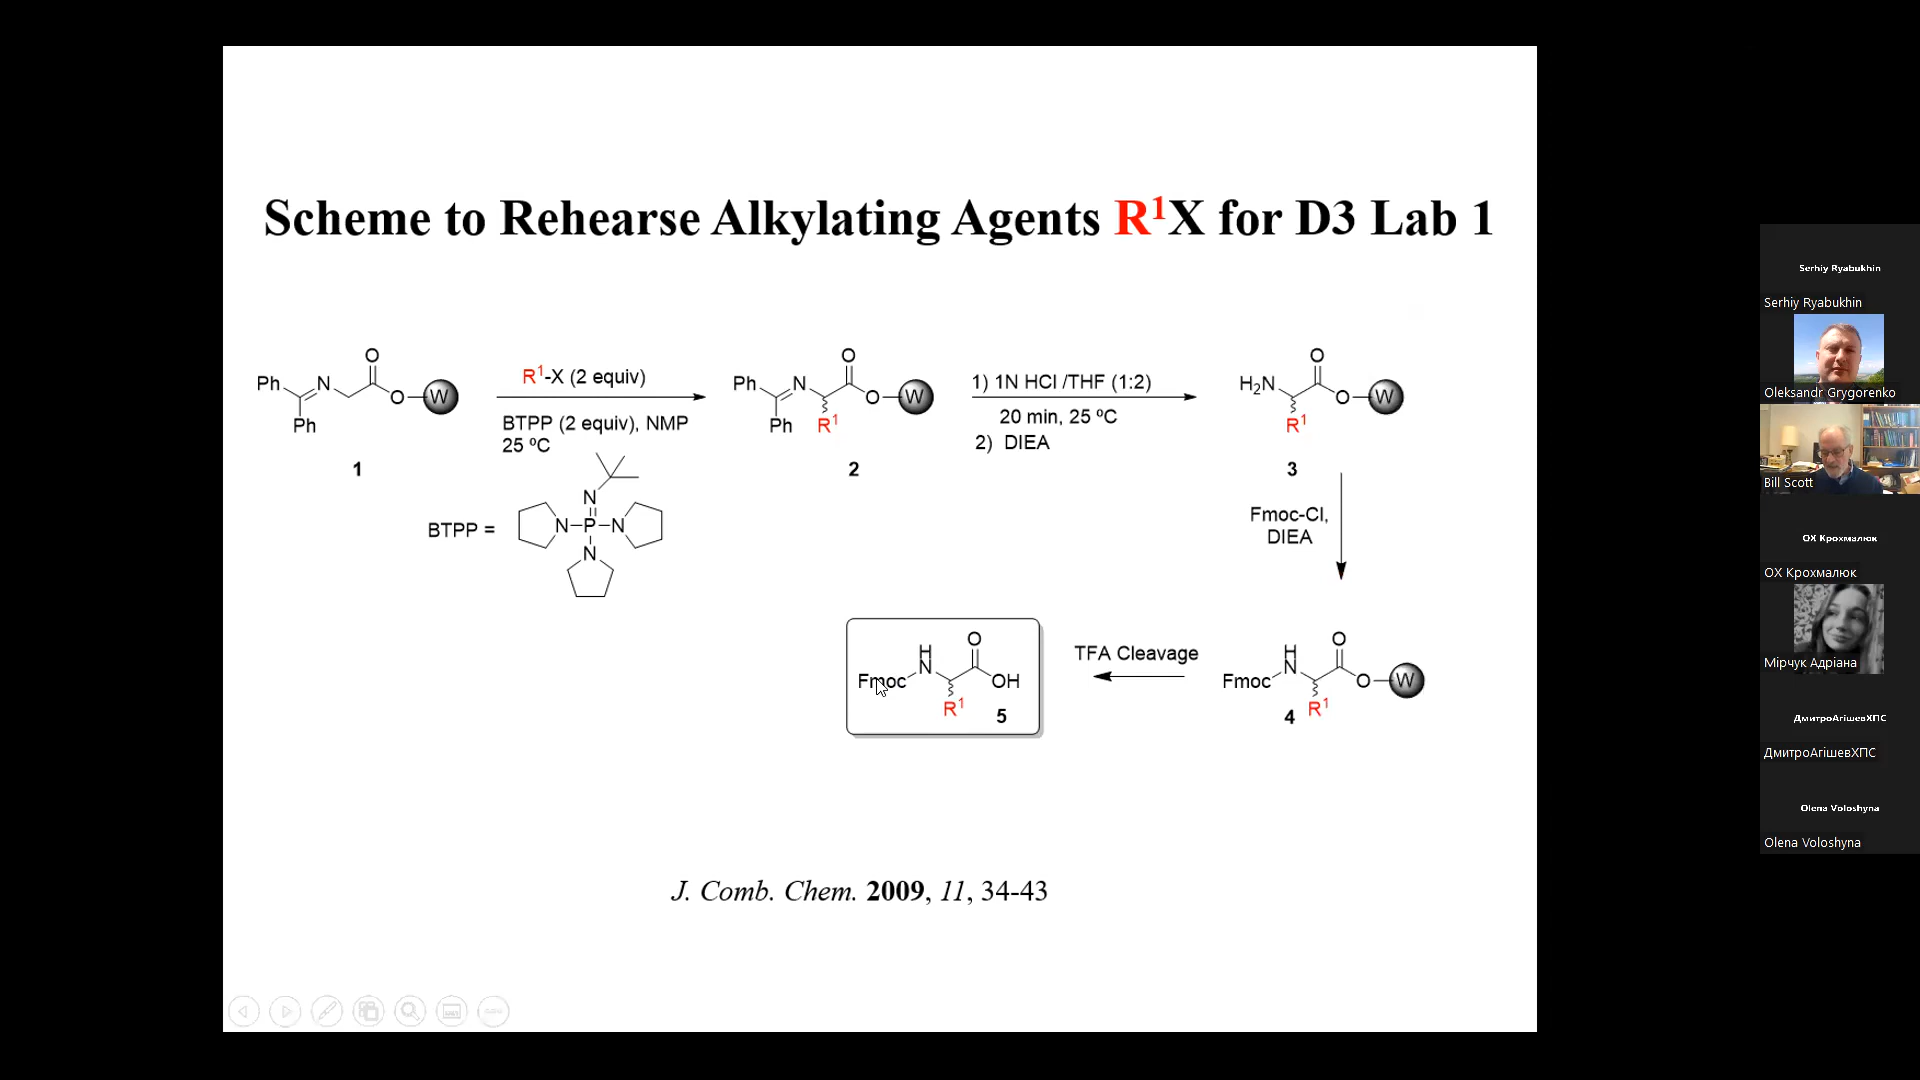 Scheme to Rehearse Alkylating Agents R¹X for D3 Lab 1
Ph
N
O
O
W
Ph
1
R¹-X (2 equiv)
BTPP (2 equiv), NMP
25 ºC
Ph
N
O
O
W
Ph
R¹
2
1) 1N HCl /THF (1:2)
20 min, 25 ºC
2) DIEA
H₂N
O
O
W
R¹
3
BTPP =
N
N
P
N
N
Fmoc-Cl,
DIEA
Fmoc
H
N
O
OH
R¹
5
TFA Cleavage
Fmoc
H
N
O
O
W
R¹
4
J. Comb. Chem. 2009, 11, 34-43
Serhiy Ryabukhin
Serhiy Ryabukhin
Oleksandr Grygorenko
Bill Scott
ОХ Крохмалюк
ОХ Крохмалюк
Мірчук Адріана
ДмитроАгішевХПС
ДмитроАгішевХПС
Olena Voloshyna
Olena Voloshyna